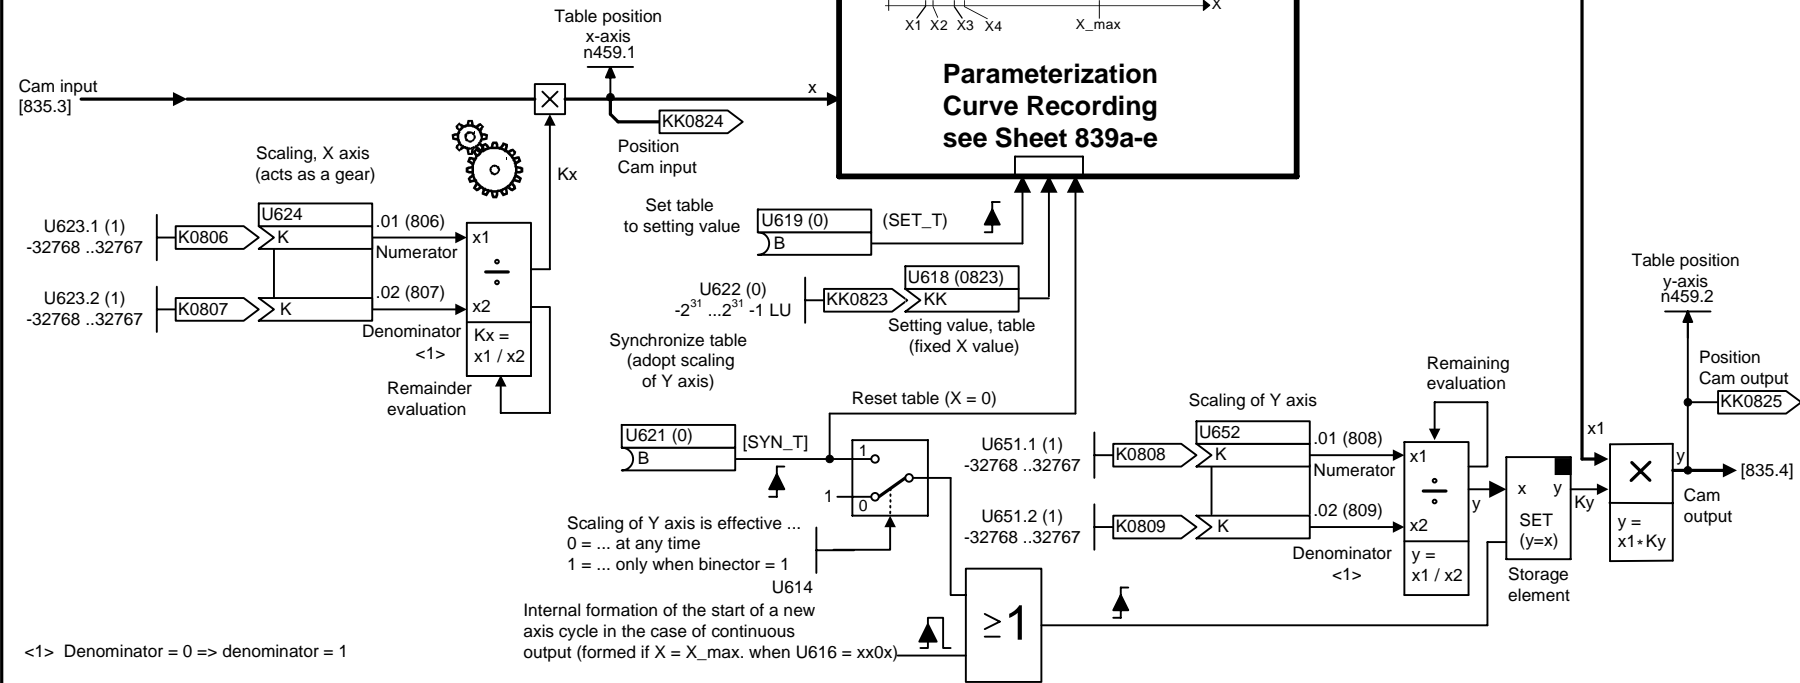 X
X1 X2 X3 X4 X_max
Table position
x-axis
n459.1
Cam input
[835.3]
x
KK0824
Position
Cam input
Parameterization
Curve Recording
see Sheet 839a-e
Scaling, X axis
(acts as a gear)
Kx
U623.1 (1)
-32768 ..32767
K0806
U624
K
.01 (806)
Numerator
x1
÷
U623.2 (1)
-32768 ..32767
K0807
K
.02 (807)
x2
Denominator
<1>
Kx =
x1 / x2
Remainder
evaluation
Set table
to setting value
U619 (0)
B
(SET_T)
U622 (0)
-2^31 ...2^31 -1 LU
KK0823
U618 (0823)
KK
Setting value, table
(fixed X value)
Synchronize table
(adopt scaling
of Y axis)
Reset table (X = 0)
U621 (0)
B
[SYN_T]
1
1
0
Scaling of Y axis is effective ...
0 = ... at any time
1 = ... only when binector = 1
U614
Internal formation of the start of a new
axis cycle in the case of continuous
output (formed if X = X_max. when U616 = xx0x)
≥1
Scaling of Y axis
U651.1 (1)
-32768 ..32767
K0808
U652
K
.01 (808)
Numerator
x1
÷
U651.2 (1)
-32768 ..32767
K0809
K
.02 (809)
x2
Denominator
<1>
y =
x1 / x2
Remaining
evaluation
y
x y
SET
(y=x)
Storage
element
Ky
x1
y =
x1*Ky
y
Table position
y-axis
n459.2
Position
Cam output
KK0825
[835.4]
Cam
output
<1> Denominator = 0 => denominator = 1